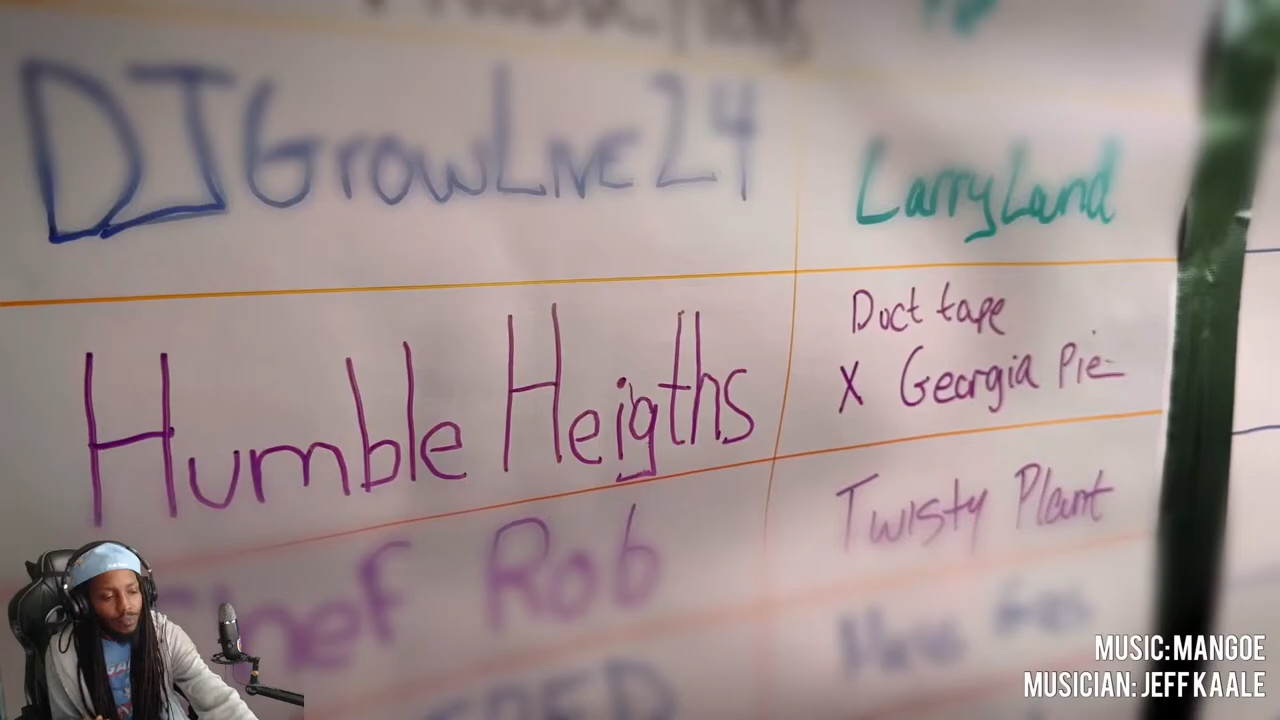 DJGrowLive24
LarryLand
Humble Heigths
Duct tape
X Georgia Pie
Chef Rob
Twisty Plant
MUSIC: MANGOE
MUSICIAN: JEFF KAALE